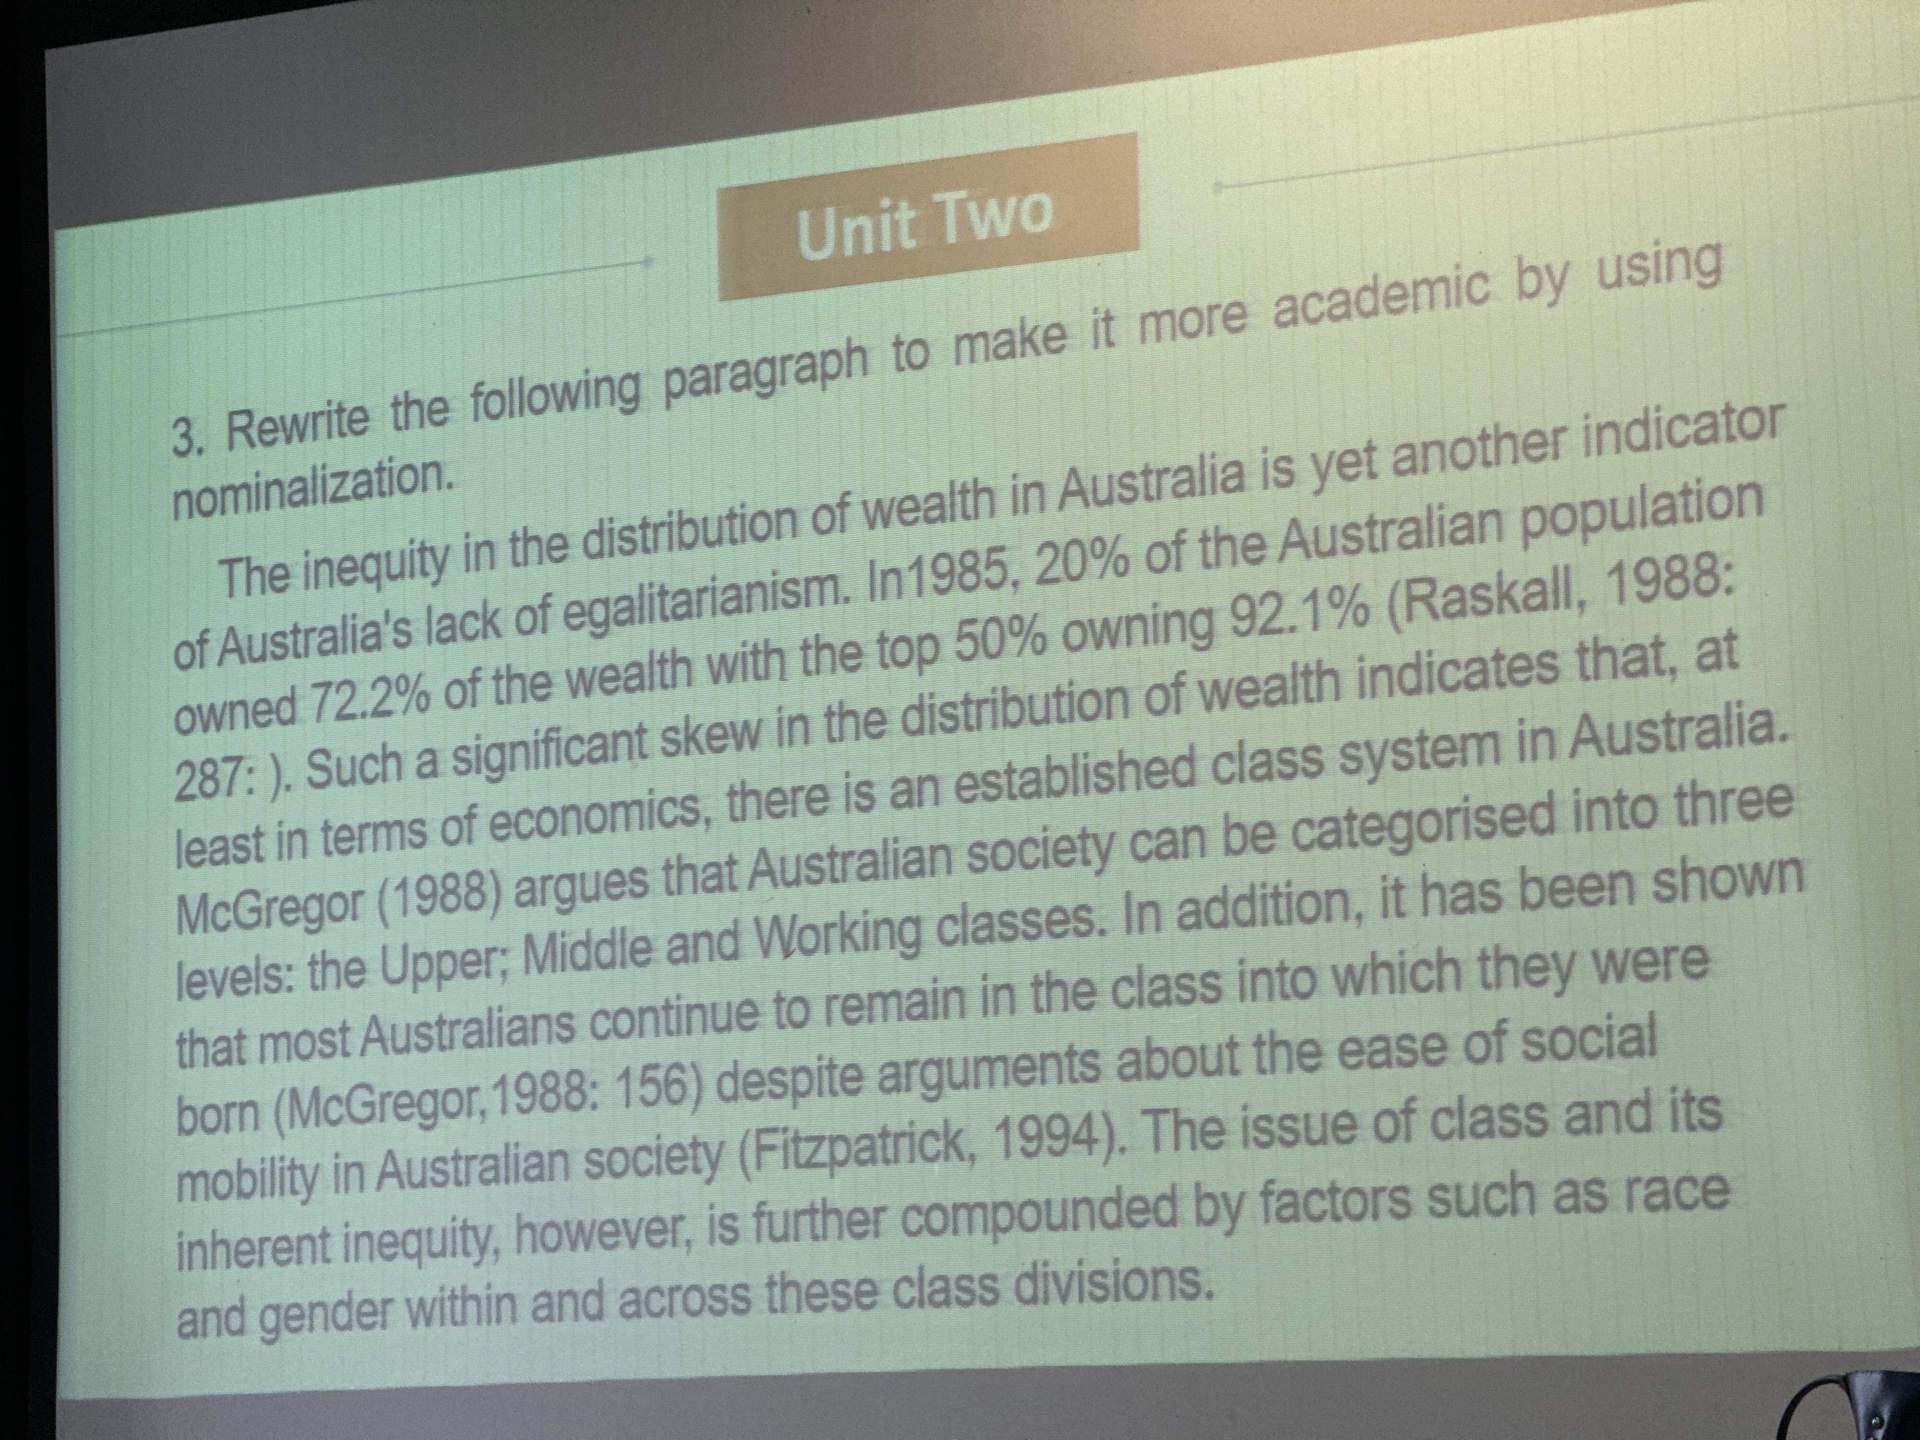 Unit Two
3. Rewrite the following paragraph to make it more academic by using
nominalization.
The inequity in the distribution of wealth in Australia is yet another indicator
of Australia's lack of egalitarianism. In1985, 20% of the Australian population
owned 72.2% of the wealth with the top 50% owning 92.1% (Raskall, 1988:
287: ). Such a significant skew in the distribution of wealth indicates that, at
least in terms of economics, there is an established class system in Australia.
McGregor (1988) argues that Australian society can be categorised into three
levels: the Upper; Middle and Working classes. In addition, it has been shown
that most Australians continue to remain in the class into which they were
born (McGregor,1988: 156) despite arguments about the ease of social
mobility in Australian society (Fitzpatrick, 1994). The issue of class and its
inherent inequity, however, is further compounded by factors such as race
and gender within and across these class divisions.